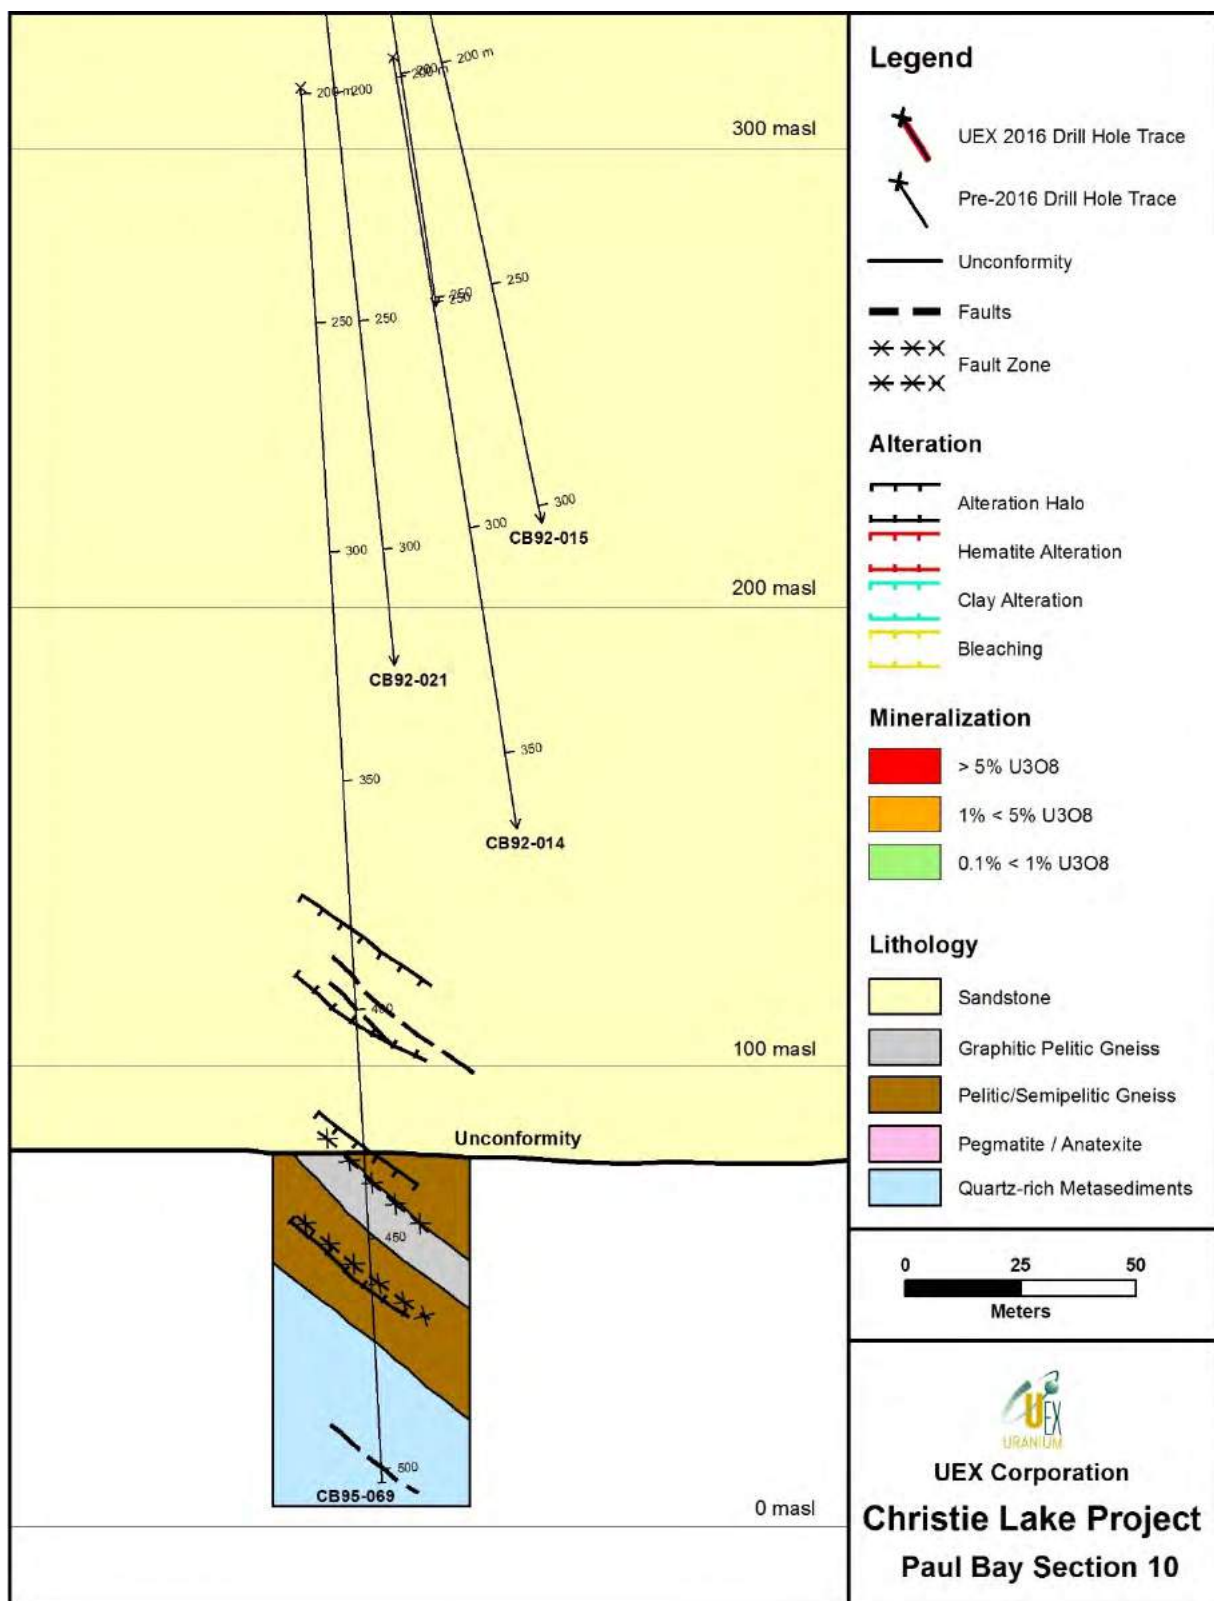 200 m
200 m
200
200 m
200
300 masl
250
250
250
250
250
300
300
300
300
CB92-015
200 masl
CB92-021
350
350
CB92-014
400
100 masl
Unconformity
450
500
CB95-069
0 masl
Legend
UEX 2016 Drill Hole Trace
Pre-2016 Drill Hole Trace
Unconformity
Faults
Fault Zone
Alteration
Alteration Halo
Hematite Alteration
Clay Alteration
Bleaching
Mineralization
> 5% U3O8
1% < 5% U3O8
0.1% < 1% U3O8
Lithology
Sandstone
Graphitic Pelitic Gneiss
Pelitic/Semipelitic Gneiss
Pegmatite / Anatexite
Quartz-rich Metasediments
0 25 50
Meters
UEX
URANIUM
UEX Corporation
Christie Lake Project
Paul Bay Section 10